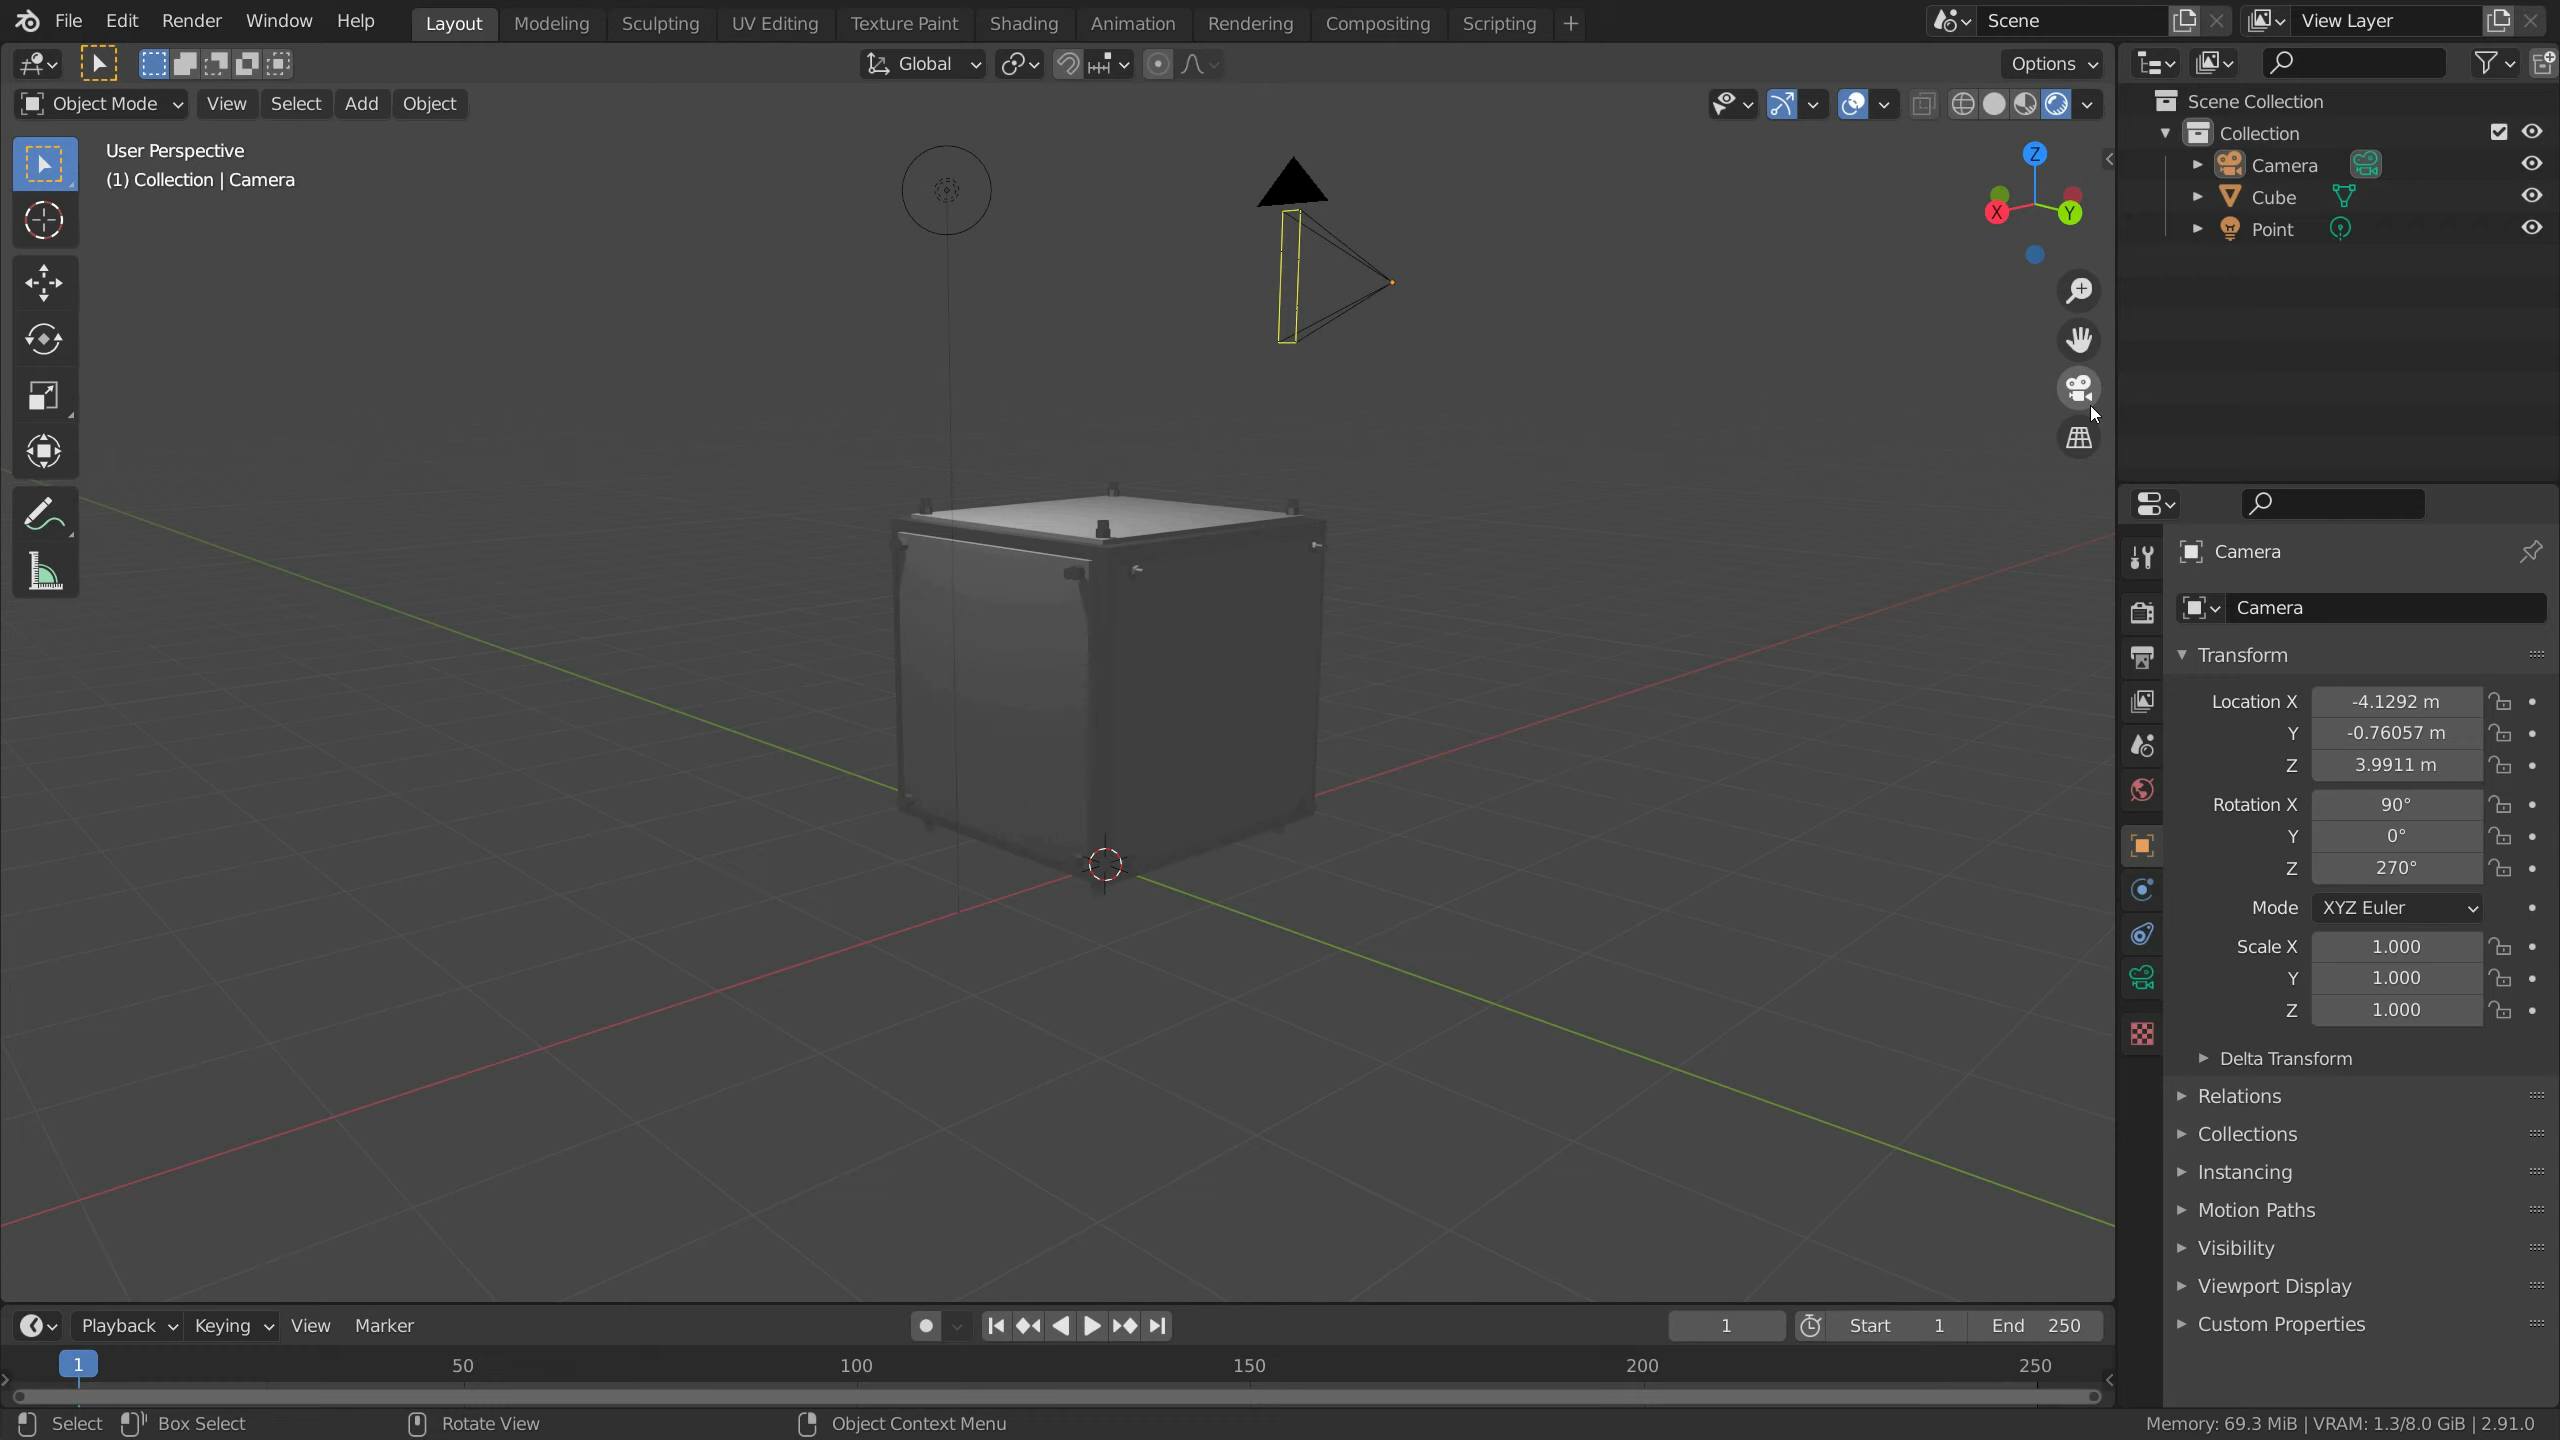 File Edit Render Window Help Layout Modeling Sculpting UV Editing Texture Paint Shading Animation Rendering Compositing Scripting + Scene View Layer
Global Options
Object Mode View Select Add Object
User Perspective
(1) Collection | Camera
Z
X Y
Scene Collection
Collection
Camera
Cube
Point
Camera
Camera
Transform
Location X -4.1292 m
Y -0.76057 m
Z 3.9911 m
Rotation X 90°
Y 0°
Z 270°
Mode XYZ Euler
Scale X 1.000
Y 1.000
Z 1.000
Delta Transform
Relations
Collections
Instancing
Motion Paths
Visibility
Viewport Display
Custom Properties
Playback Keying View Marker 1 Start 1 End 250
1 50 100 150 200 250
Select Box Select Rotate View Object Context Menu Memory: 69.3 MiB | VRAM: 1.3/8.0 GiB | 2.91.0